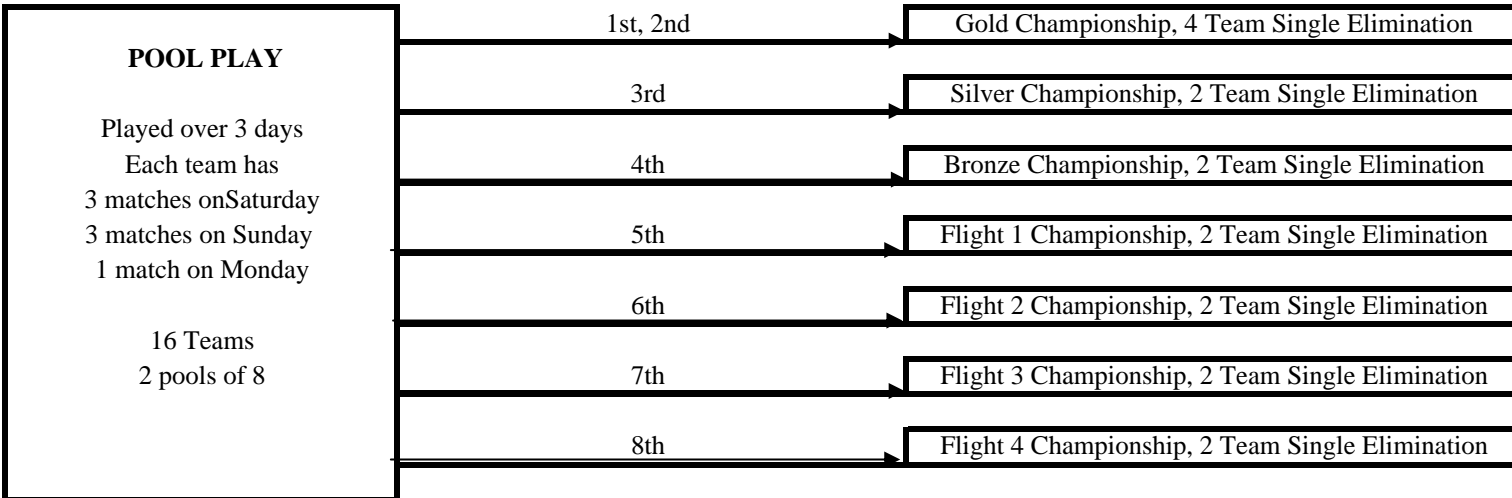 POOL PLAY
Played over 3 days
Each team has
3 matches onSaturday
3 matches on Sunday
1 match on Monday
16 Teams
2 pools of 8
1st, 2nd
Gold Championship, 4 Team Single Elimination
3rd
Silver Championship, 2 Team Single Elimination
4th
Bronze Championship, 2 Team Single Elimination
5th
Flight 1 Championship, 2 Team Single Elimination
6th
Flight 2 Championship, 2 Team Single Elimination
7th
Flight 3 Championship, 2 Team Single Elimination
8th
Flight 4 Championship, 2 Team Single Elimination